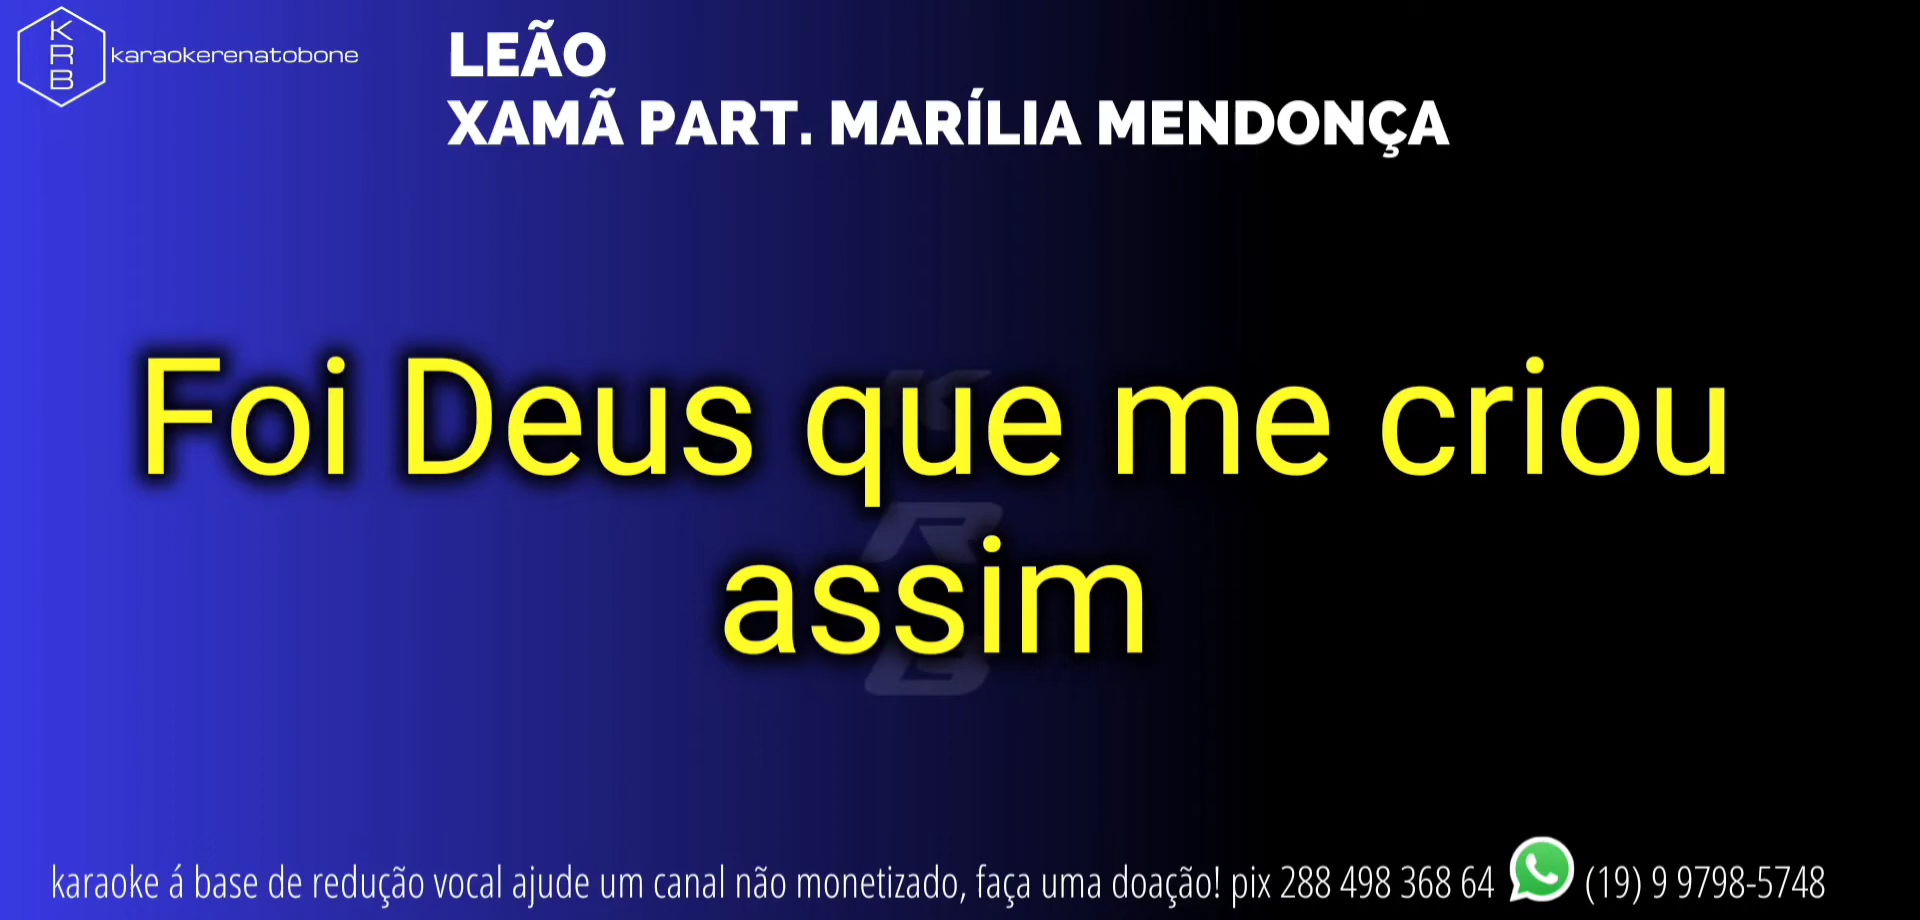 K
R
B
karaokerenatobone
LEÃO
XAMÃ PART. MARÍLIA MENDONÇA
Foi Deus que me criou
assim
K
R
B
karaoke á base de redução vocal ajude um canal não monetizado, faça uma doação! pix 288 498 368 64 (19) 9 9798-5748